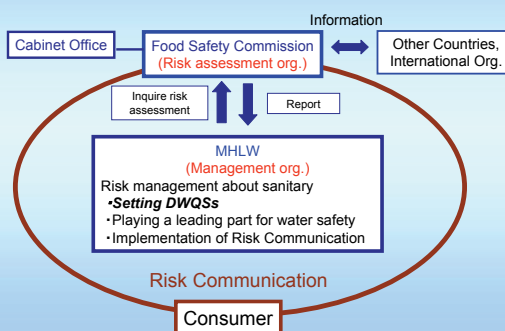 Information
Cabinet Office
Food Safety Commission
(Risk assessment org.)
Other Countries,
International Org.
Inquire risk
assessment
Report
MHLW
(Management org.)
Risk management about sanitary
・Setting DWQSs
・Playing a leading part for water safety
・Implementation of Risk Communication
Risk Communication
Consumer